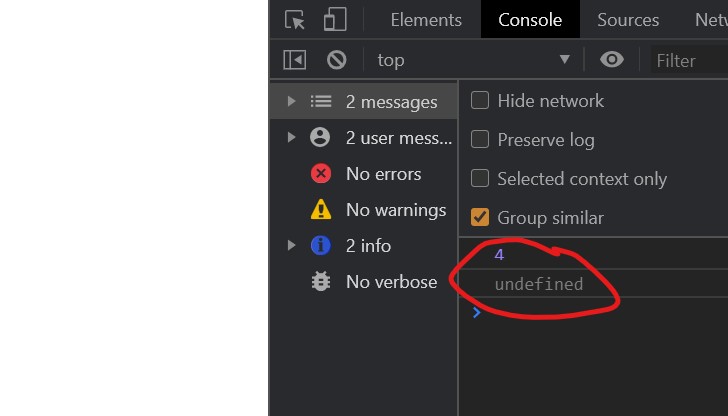 Elements Console Sources Net
top Filter
2 messages
2 user mess...
No errors
No warnings
2 info
No verbose
Hide network
Preserve log
Selected context only
Group similar
4
undefined